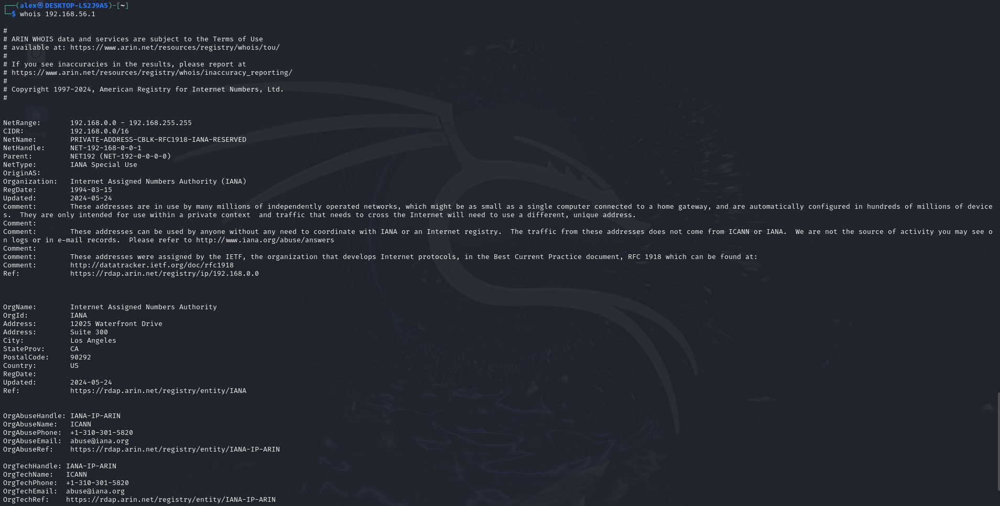 ┌──(alex㉿DESKTOP-LS2J9A5)-[~]
└─$ whois 192.168.56.1
#
# ARIN WHOIS data and services are subject to the Terms of Use
# available at: https://www.arin.net/resources/registry/whois/tou/
#
# If you see inaccuracies in the results, please report at
# https://www.arin.net/resources/registry/whois/inaccuracy_reporting/
#
# Copyright 1997-2024, American Registry for Internet Numbers, Ltd.
#
NetRange:       192.168.0.0 - 192.168.255.255
CIDR:           192.168.0.0/16
Home
NetName:        PRIVATE-ADDRESS-CBLK-RFC1918-IANA-RESERVED
NetHandle:      NET-192-168-0-0-1
Parent:         NET192 (NET-192-0-0-0-0)
NetType:        IANA Special Use
OriginAS:
Organization:   Internet Assigned Numbers Authority (IANA)
RegDate:        1994-03-15
Updated:        2024-05-24
Comment:        These addresses are in use by many millions of independently operated networks, which might be as small as a single computer connected to a home gateway, and are automatically configured in hundreds of millions of device
s.  They are only intended for use within a private context  and traffic that needs to cross the Internet will need to use a different, unique address.
Comment:
Comment:        These addresses can be used by anyone without any need to coordinate with IANA or an Internet registry.  The traffic from these addresses does not come from ICANN or IANA.  We are not the source of activity you may see o
n logs or in e-mail records.  Please refer to http://www.iana.org/abuse/answers
Comment:
Comment:        These addresses were assigned by the IETF, the organization that develops Internet protocols, in the Best Current Practice document, RFC 1918 which can be found at:
Comment:        http://datatracker.ietf.org/doc/rfc1918
Ref:            https://rdap.arin.net/registry/ip/192.168.0.0
OrgName:        Internet Assigned Numbers Authority
OrgId:          IANA
Address:        12025 Waterfront Drive
Address:        Suite 300
City:           Los Angeles
StateProv:      CA
PostalCode:     90292
Country:        US
RegDate:
Updated:        2024-05-24
Ref:            https://rdap.arin.net/registry/entity/IANA
OrgAbuseHandle: IANA-IP-ARIN
OrgAbuseName:   ICANN
OrgAbusePhone:  +1-310-301-5820
OrgAbuseEmail:  abuse@iana.org
OrgAbuseRef:    https://rdap.arin.net/registry/entity/IANA-IP-ARIN
OrgTechHandle: IANA-IP-ARIN
OrgTechName:   ICANN
OrgTechPhone:  +1-310-301-5820
OrgTechEmail:  abuse@iana.org
OrgTechRef:    https://rdap.arin.net/registry/entity/IANA-IP-ARIN